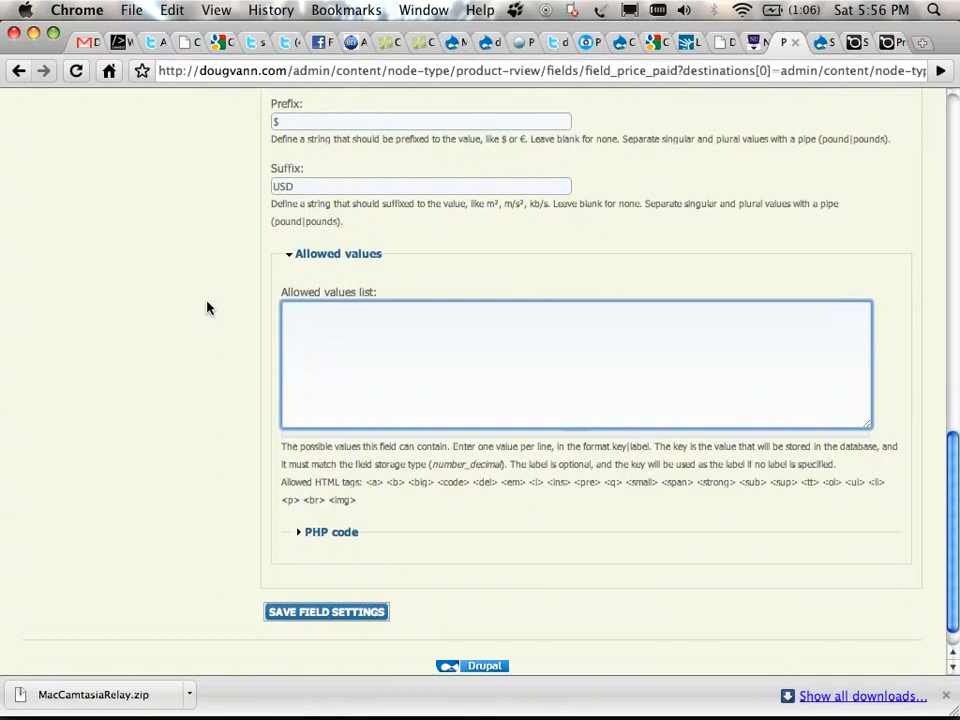 Chrome File Edit View History Bookmarks Window Help (1:06) Sat 5:56 PM
http://dougvann.com/admin/content/node-type/product-rview/fields/field_price_paid?destinations[0]=admin/content/node-typ
Prefix:
$
Define a string that should be prefixed to the value, like $ or €. Leave blank for none. Separate singular and plural values with a pipe (pound|pounds).
Suffix:
USD
Define a string that should suffixed to the value, like m², m/s², kb/s. Leave blank for none. Separate singular and plural values with a pipe
(pound|pounds).
Allowed values
Allowed values list:
The possible values this field can contain. Enter one value per line, in the format key|label. The key is the value that will be stored in the database, and
it must match the field storage type (number_decimal). The label is optional, and the key will be used as the label if no label is specified.
Allowed HTML tags: <a> <b> <big> <code> <del> <em> <i> <ins> <pre> <q> <small> <span> <strong> <sub> <sup> <tt> <ol> <ul> <li>
<p> <br> <img>
PHP code
SAVE FIELD SETTINGS
Drupal
MacCamtasiaRelay.zip
Show all downloads...